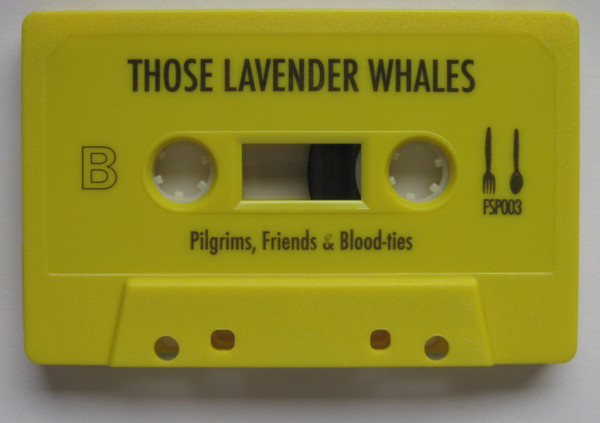 THOSE LAVENDER WHALES
B
FSP003
Pilgrims, Friends & Blood-ties